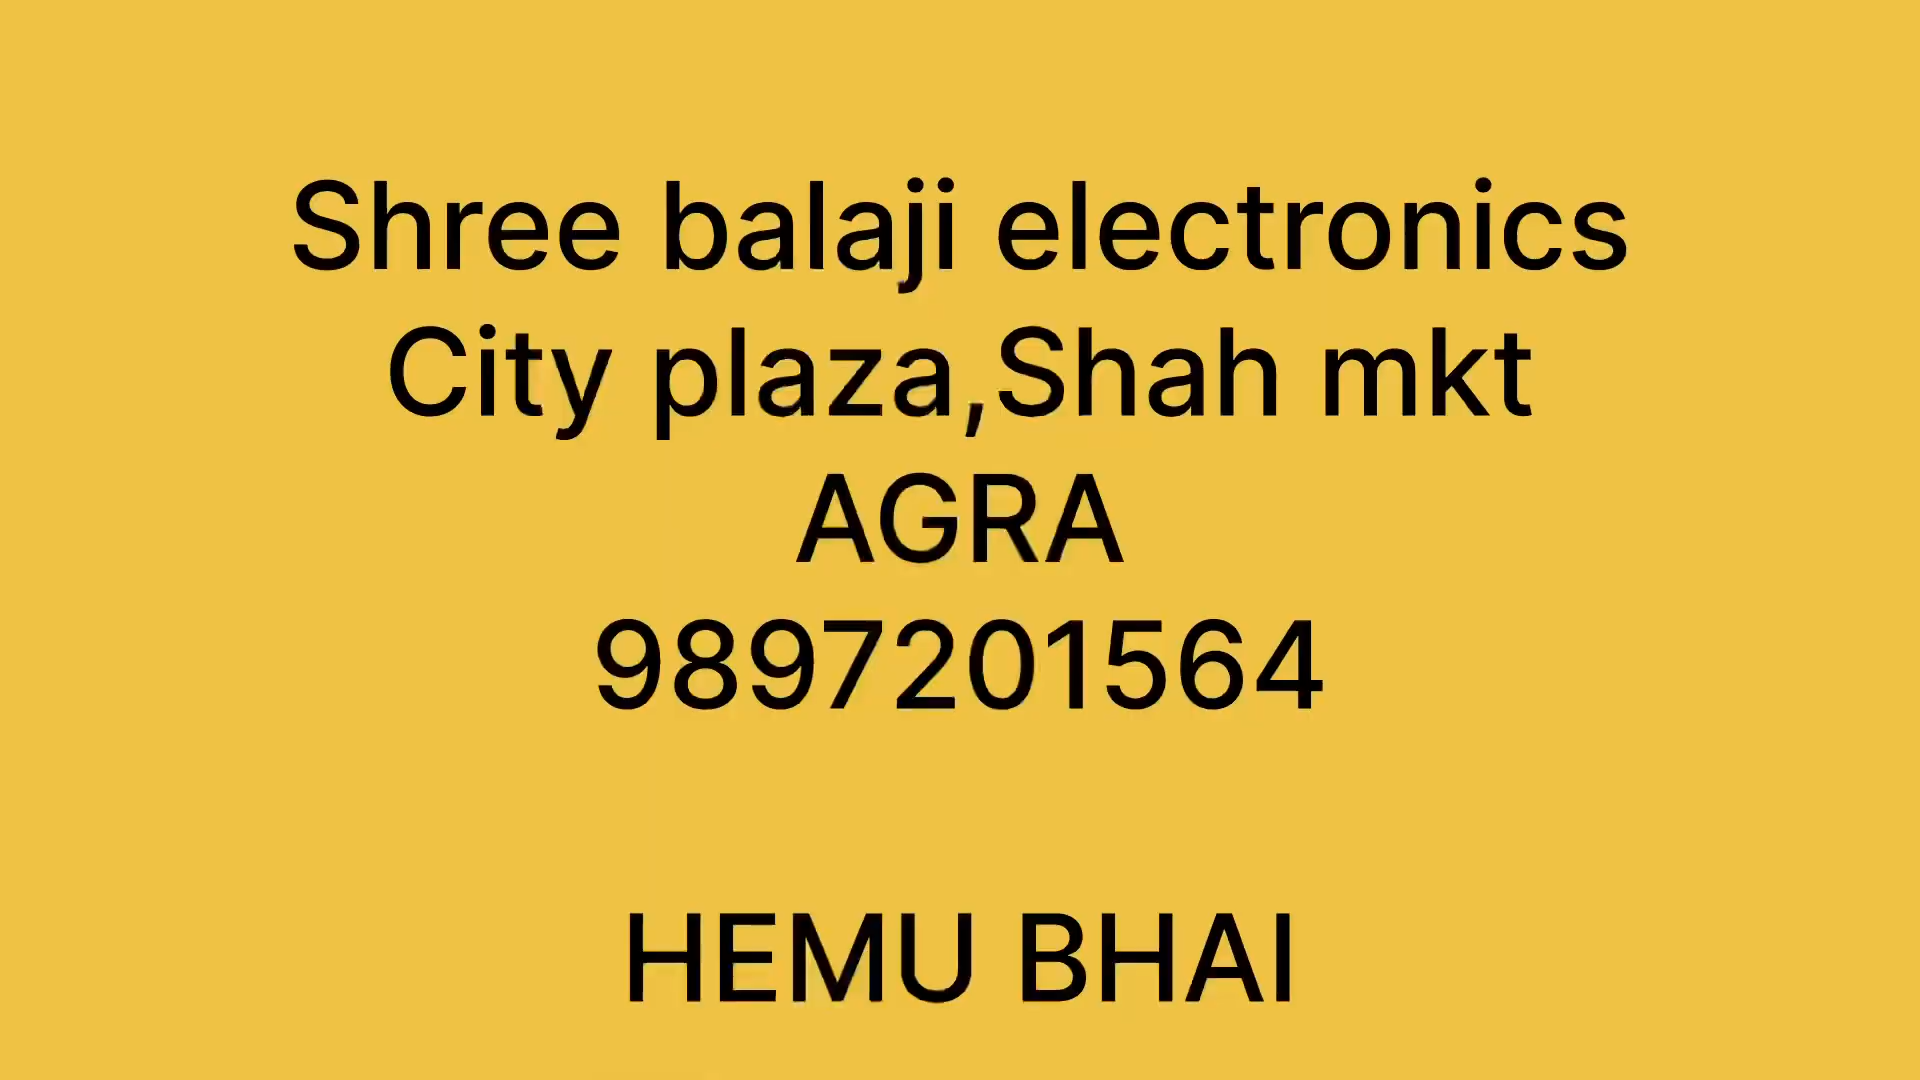 Shree balaji electronics
City plaza,Shah mkt
AGRA
9897201564
HEMU BHAI